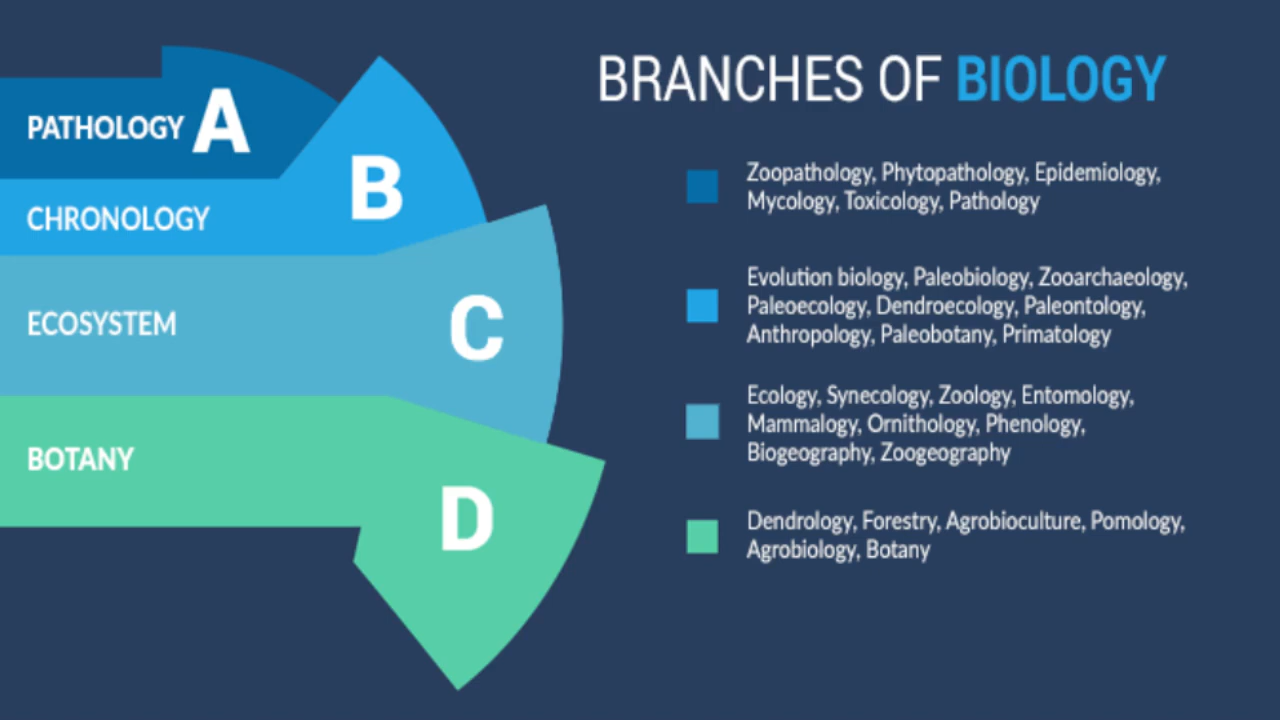 BRANCHES OF BIOLOGY
PATHOLOGY A
B
CHRONOLOGY
ECOSYSTEM
C
BOTANY
D
Zoopathology, Phytopathology, Epidemiology,
Mycology, Toxicology, Pathology
Evolution biology, Paleobiology, Zooarchaeology,
Paleoecology, Dendroecology, Paleontology,
Anthropology, Paleobotany, Primatology
Ecology, Synecology, Zoology, Entomology,
Mammalogy, Ornithology, Phenology,
Biogeography, Zoogeography
Dendrology, Forestry, Agrobioculture, Pomology,
Agrobiology, Botany